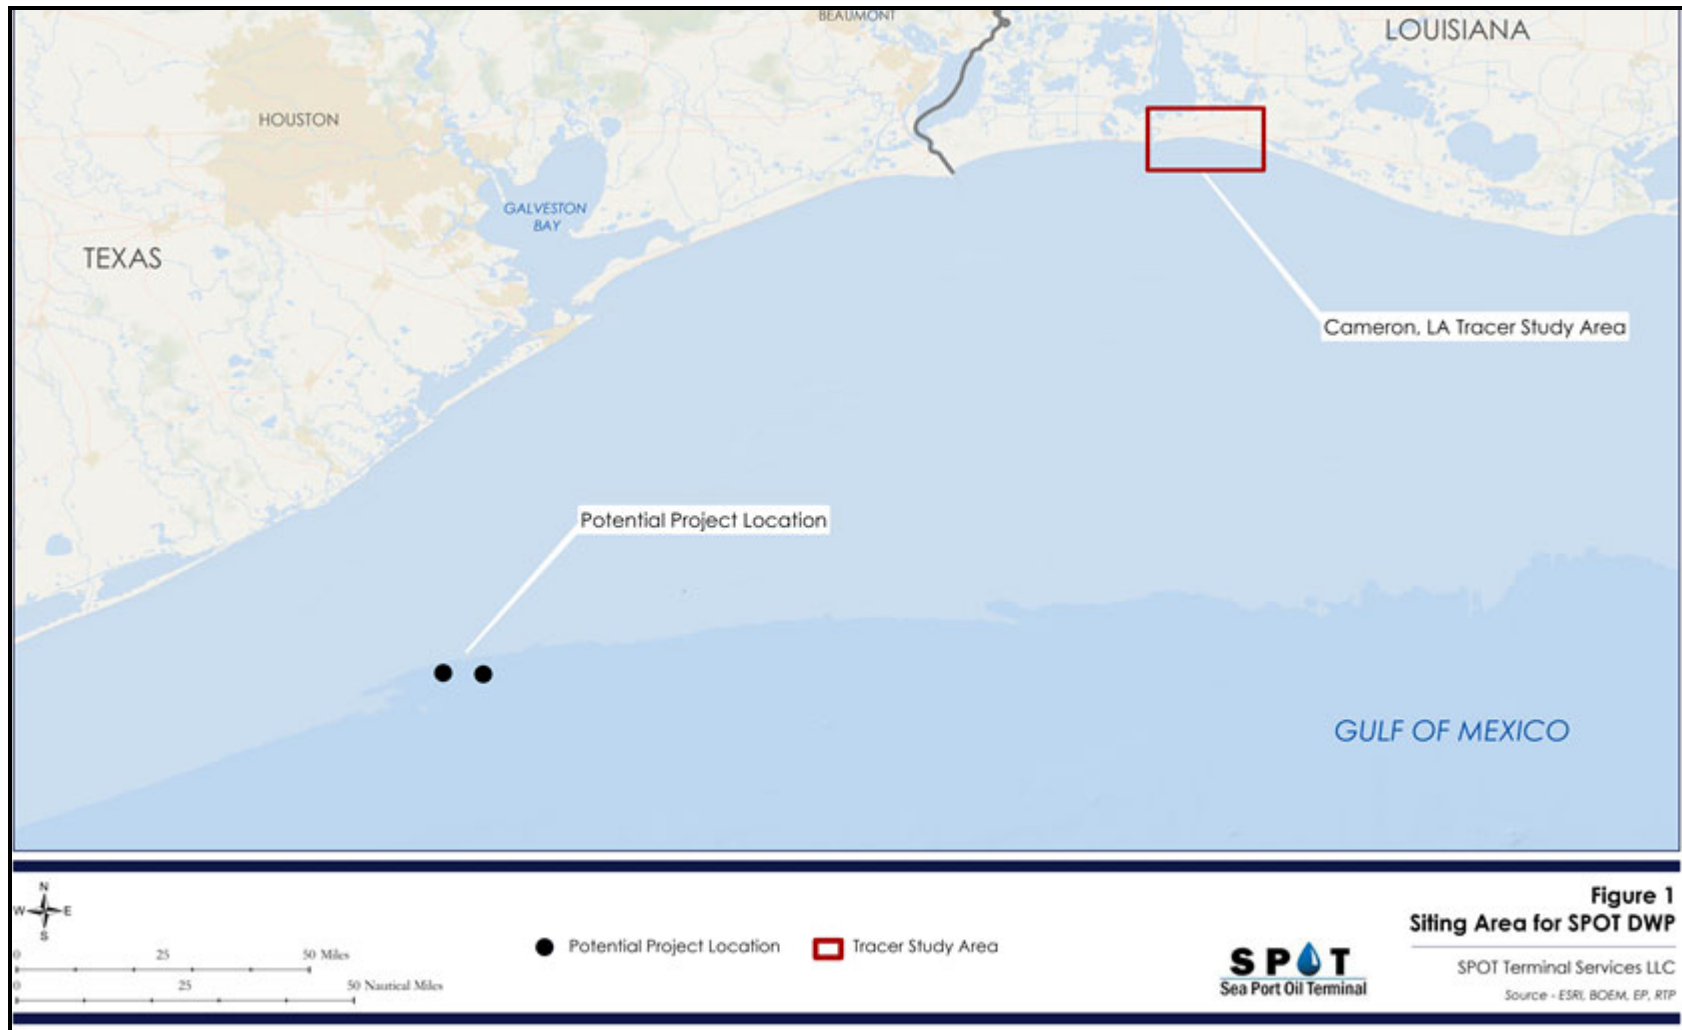 BEAUMONT
LOUISIANA
HOUSTON
GALVESTON
BAY
TEXAS
Cameron, LA Tracer Study Area
Potential Project Location
GULF OF MEXICO
N
W E
S
0 25 50 Miles
0 25 50 Nautical Miles
Potential Project Location
Tracer Study Area
SPOT
Sea Port Oil Terminal
Figure 1
Siting Area for SPOT DWP
SPOT Terminal Services LLC
Source - ESRI, BOEM, EP, RTP